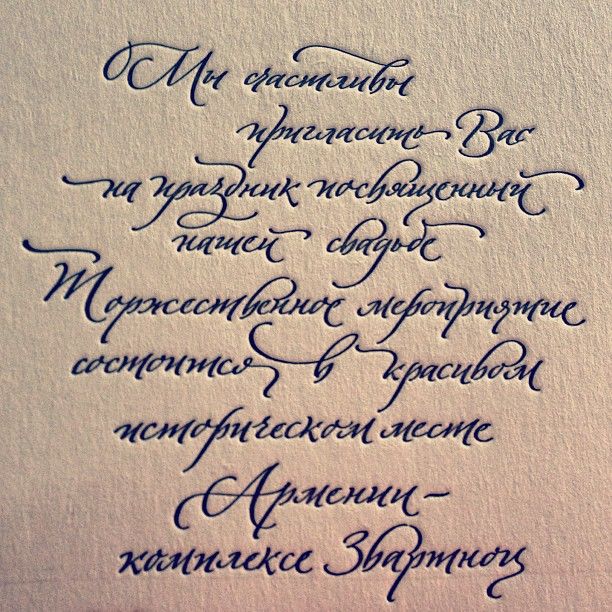 Мы счастливы
пригласить Вас
на праздник посвященный
нашей свадьбе
Торжественное мероприятие
состоится в красивом
историческом месте
Армении –
комплексе Звартноц